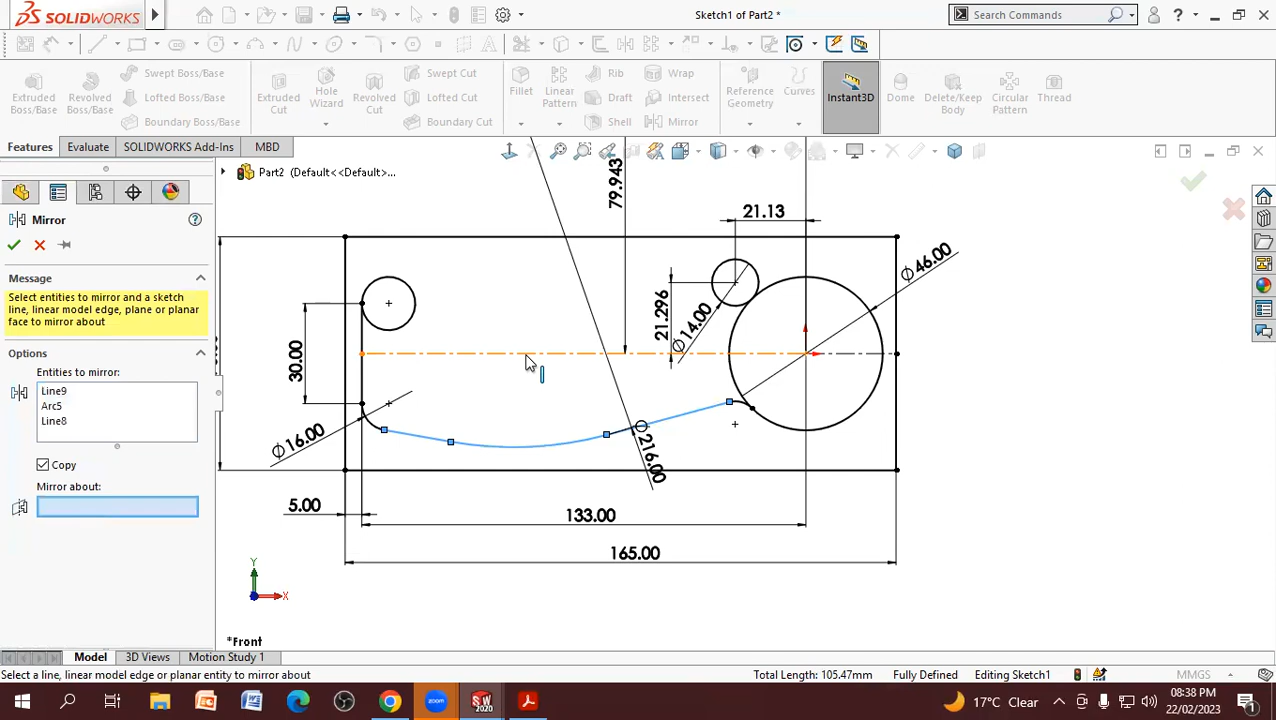 SOLIDWORKS
Sketch1 of Part2 *
Search Commands
?
Extruded Boss/Base
Revolved Boss/Base
Swept Boss/Base
Lofted Boss/Base
Boundary Boss/Base
Extruded Cut
Hole Wizard
Revolved Cut
Swept Cut
Lofted Cut
Boundary Cut
Fillet
Linear Pattern
Rib
Draft
Shell
Wrap
Intersect
Mirror
Reference Geometry
Curves
Instant3D
Dome
Delete/Keep Body
Circular Pattern
Thread
Features
Evaluate
SOLIDWORKS Add-Ins
MBD
Part2 (Default<<Default>...
Mirror
?
Message
Select entities to mirror and a sketch
line, linear model edge, plane or planar
face to mirror about
Options
Entities to mirror:
Line9
Arc5
Line8
Copy
Mirror about:
79.943
21.13
Ø46.00
21.296
Ø14.00
30.00
Ø16.00
Ø216.00
5.00
133.00
165.00
Y
X
*Front
Model
3D Views
Motion Study 1
Select a line, linear model edge or planar entity to mirror about
Total Length: 105.47mm
Fully Defined
Editing Sketch1
MMGS
zoom
SW
2020
17°C Clear
08:38 PM
22/02/2023
1